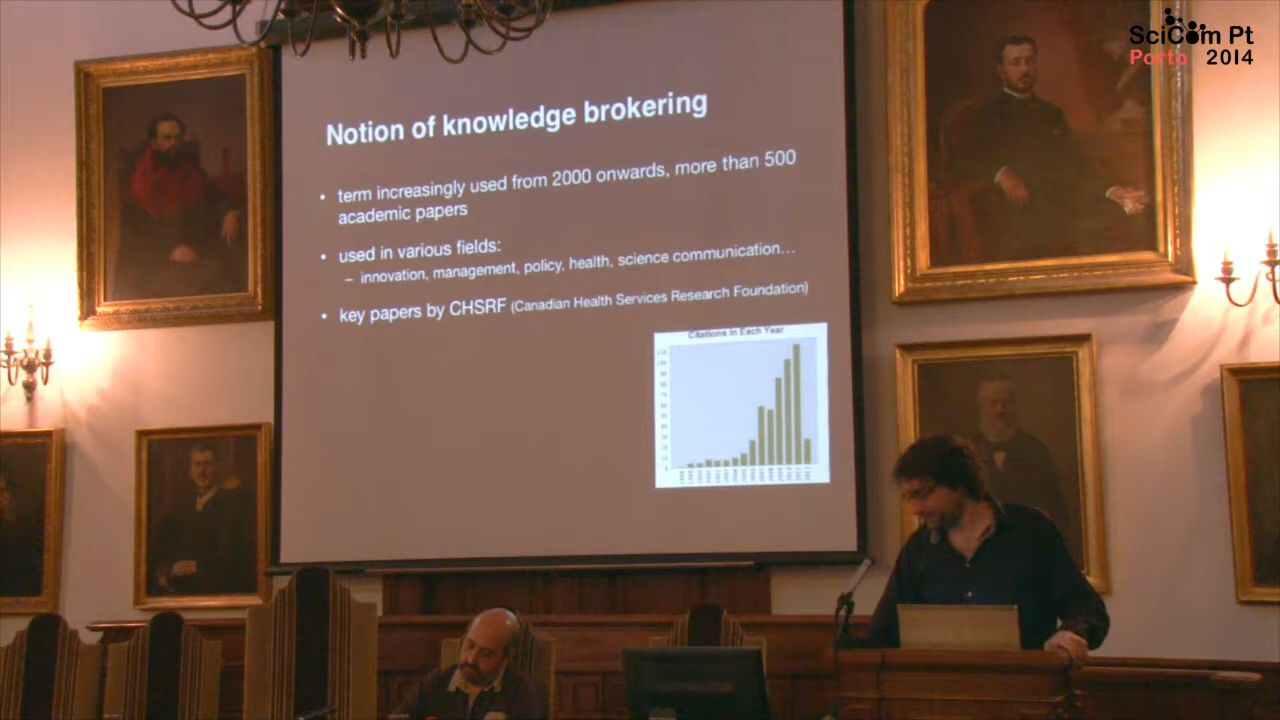 SciCom Pt
Porto 2014
Notion of knowledge brokering
• term increasingly used from 2000 onwards, more than 500
academic papers
• used in various fields:
– innovation, management, policy, health, science communication…
• key papers by CHSRF (Canadian Health Services Research Foundation)
Citations in Each Year